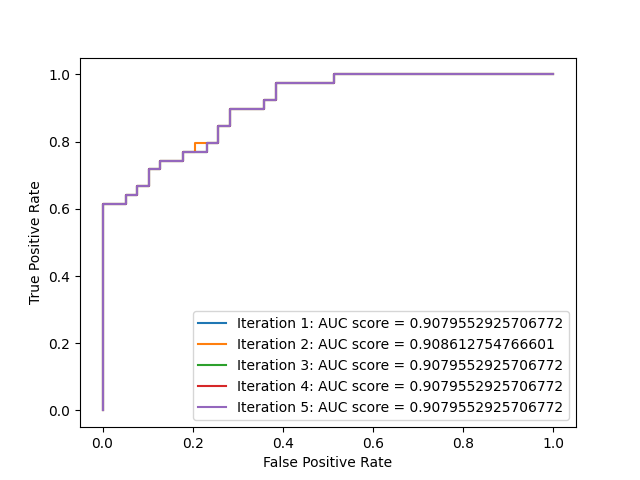 1.0
0.8
0.6
0.4
0.2
0.0
True Positive Rate
Iteration 1: AUC score = 0.9079552925706772
Iteration 2: AUC score = 0.908612754766601
Iteration 3: AUC score = 0.9079552925706772
Iteration 4: AUC score = 0.9079552925706772
Iteration 5: AUC score = 0.9079552925706772
0.0 0.2 0.4 0.6 0.8 1.0
False Positive Rate